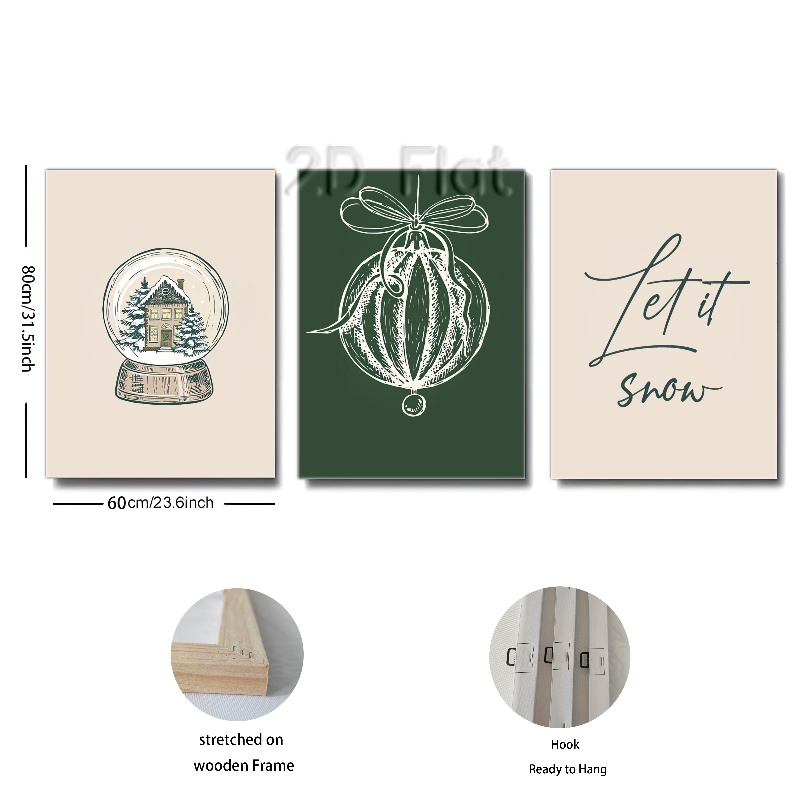 2D Flat
80cm/31.5inch
Let it
snow
60cm/23.6inch
stretched on
wooden Frame
Hook
Ready to Hang